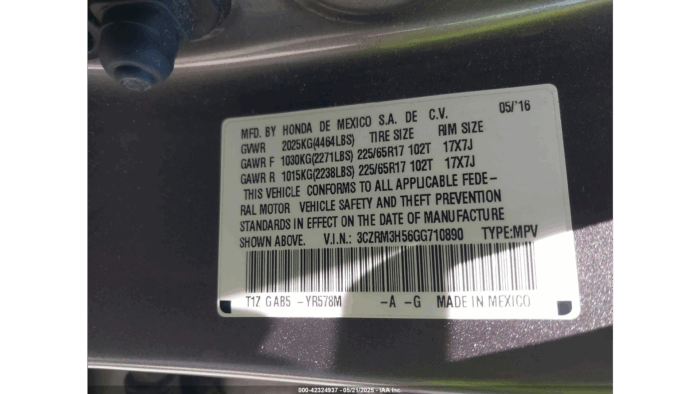 MFD. BY HONDA DE MEXICO S.A. DE C.V. 05/'16
GVWR 2025KG(4464LBS) TIRE SIZE RIM SIZE
GAWR F 1030KG(2271LBS) 225/65R17 102T 17X7J
GAWR R 1015KG(2238LBS) 225/65R17 102T 17X7J
THIS VEHICLE CONFORMS TO ALL APPLICABLE FEDE-
RAL MOTOR VEHICLE SAFETY AND THEFT PREVENTION
STANDARDS IN EFFECT ON THE DATE OF MANUFACTURE
SHOWN ABOVE. V.I.N.: 3CZRM3H56GG710890 TYPE:MPV
T1Z GAB5 -YR578M -A -G MADE IN MEXICO
000-42324937 - 05/21/2025 - IAA Inc.